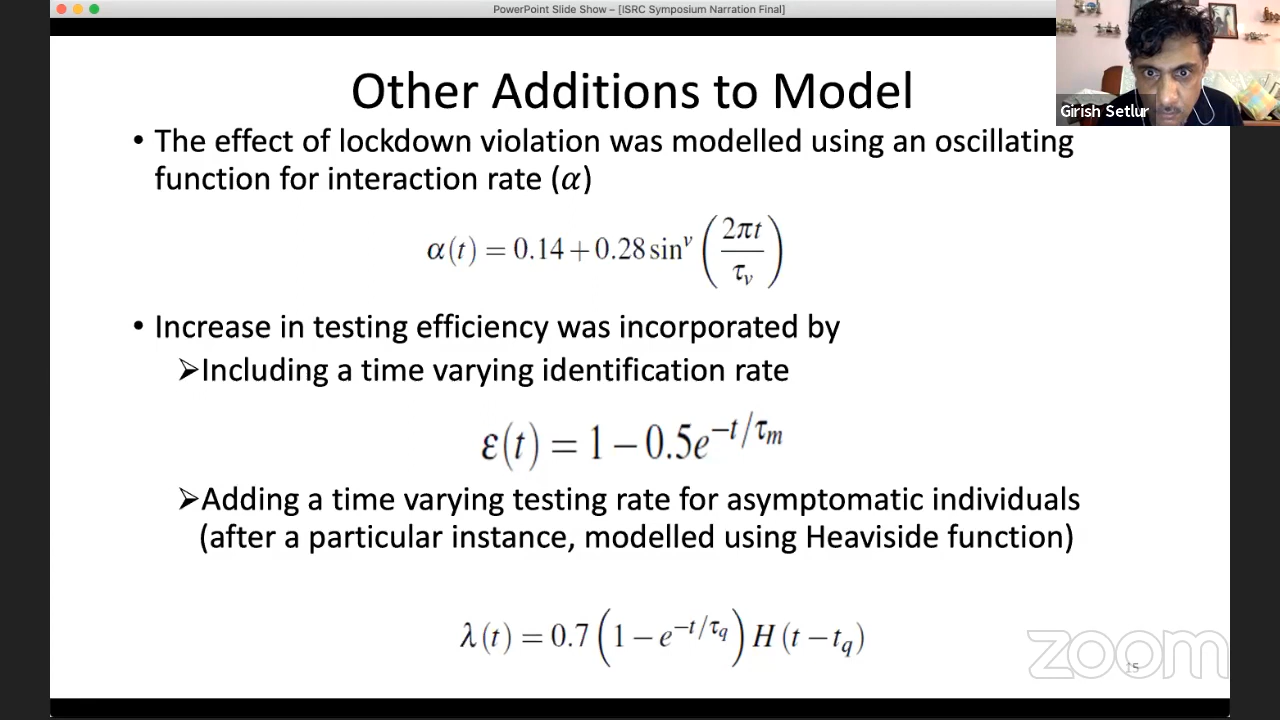 PowerPoint Slide Show – [ISRC Symposium Narration Final]
Girish Setlur
Other Additions to Model
• The effect of lockdown violation was modelled using an oscillating
function for interaction rate (α)
α(t) = 0.14 + 0.28 sin^ν (2πt / τ_ν)
• Increase in testing efficiency was incorporated by
➢Including a time varying identification rate
ε(t) = 1 − 0.5e^{−t/τ_m}
➢Adding a time varying testing rate for asymptomatic individuals
(after a particular instance, modelled using Heaviside function)
λ(t) = 0.7 (1 − e^{−t/τ_q}) H (t − t_q)
zoom
15